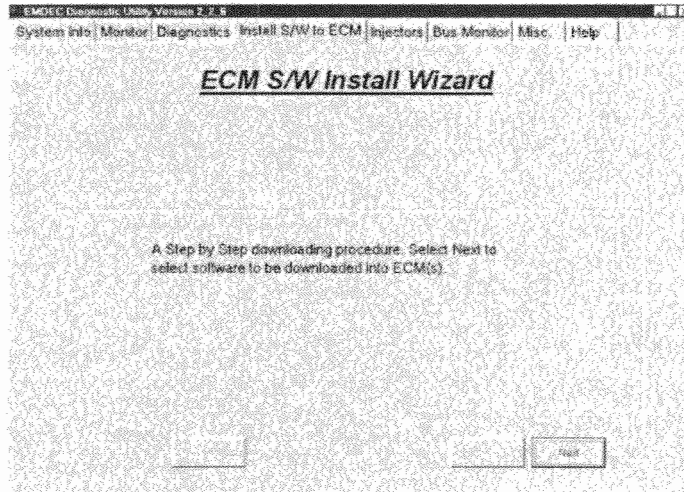 EMDEC Diagnostic Utility Version 2.2.6
System Info Monitor Diagnostics Install S/W to ECM Injectors Bus Monitor Misc. Help
ECM S/W Install Wizard
A Step by Step downloading procedure. Select Next to
select software to be downloaded into ECM(s).
Next